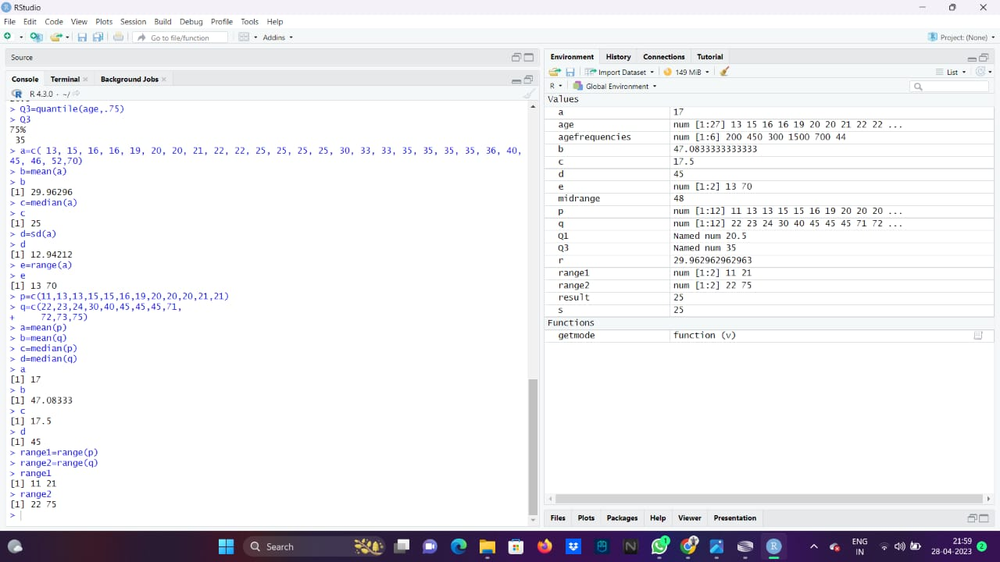 RStudio
File Edit Code View Plots Session Build Debug Profile Tools Help
Go to file/function Addins Project: (None)
Source
Console Terminal Background Jobs
R 4.3.0 · ~/
> Q3=quantile(age,.75)
> Q3
75%
35
> a=c( 13, 15, 16, 16, 19, 20, 20, 21, 22, 22, 25, 25, 25, 25, 30, 33, 33, 35, 35, 35, 35, 36, 40,
45, 46, 52,70)
> b=mean(a)
> b
[1] 29.96296
> c=median(a)
> c
[1] 25
> d=sd(a)
> d
[1] 12.94212
> e=range(a)
> e
[1] 13 70
> p=c(11,13,13,15,15,16,19,20,20,20,21,21)
> q=c(22,23,24,30,40,45,45,45,71,
+ 72,73,75)
> a=mean(p)
> b=mean(q)
> c=median(p)
> d=median(q)
> a
[1] 17
> b
[1] 47.08333
> c
[1] 17.5
> d
[1] 45
> range1=range(p)
> range2=range(q)
> range1
[1] 11 21
> range2
[1] 22 75
>
Environment History Connections Tutorial
Import Dataset 149 MiB List
R Global Environment
Values
a 17
age num [1:27] 13 15 16 16 19 20 20 21 22 22 ...
agefrequencies num [1:6] 200 450 300 1500 700 44
b 47.0833333333333
c 17.5
d 45
e num [1:2] 13 70
midrange 48
p num [1:12] 11 13 13 15 15 16 19 20 20 20 ...
q num [1:12] 22 23 24 30 40 45 45 45 71 72 ...
Q1 Named num 20.5
Q3 Named num 35
r 29.962962962963
range1 num [1:2] 11 21
range2 num [1:2] 22 75
result 25
s 25
Functions
getmode function (v)
Files Plots Packages Help Viewer Presentation
Search
1
ENG
IN
21:59
28-04-2023
2